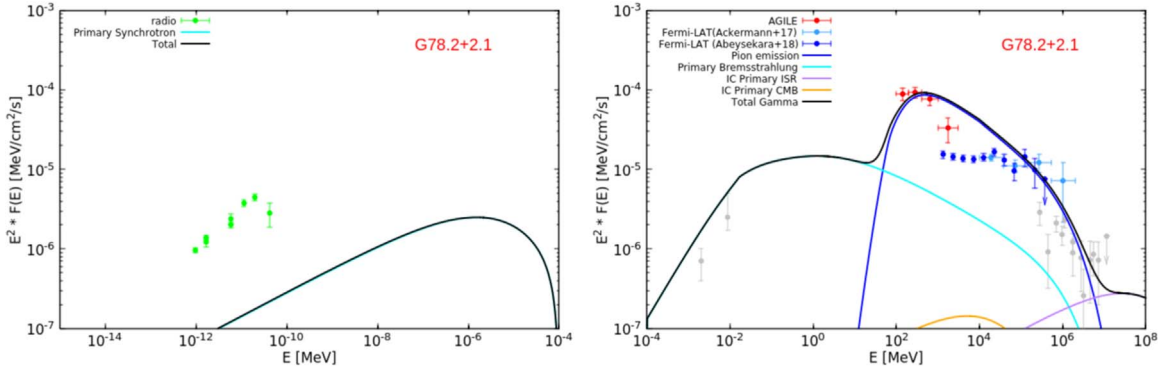 10⁻³
10⁻⁴
10⁻⁵
10⁻⁶
10⁻⁷
E² * F(E) [MeV/cm²/s]
radio
Primary Synchrotron
Total
G78.2+2.1
10⁻¹⁴ 10⁻¹² 10⁻¹⁰ 10⁻⁸ 10⁻⁶ 10⁻⁴
E [MeV]
10⁻³
10⁻⁴
10⁻⁵
10⁻⁶
10⁻⁷
E² * F(E) [MeV/cm²/s]
AGILE
Fermi-LAT(Ackermann+17)
Fermi-LAT (Abeysekara+18)
Pion emission
Primary Bremsstrahlung
IC Primary ISR
IC Primary CMB
Total Gamma
G78.2+2.1
10⁻⁴ 10⁻² 10⁰ 10² 10⁴ 10⁶ 10⁸
E [MeV]